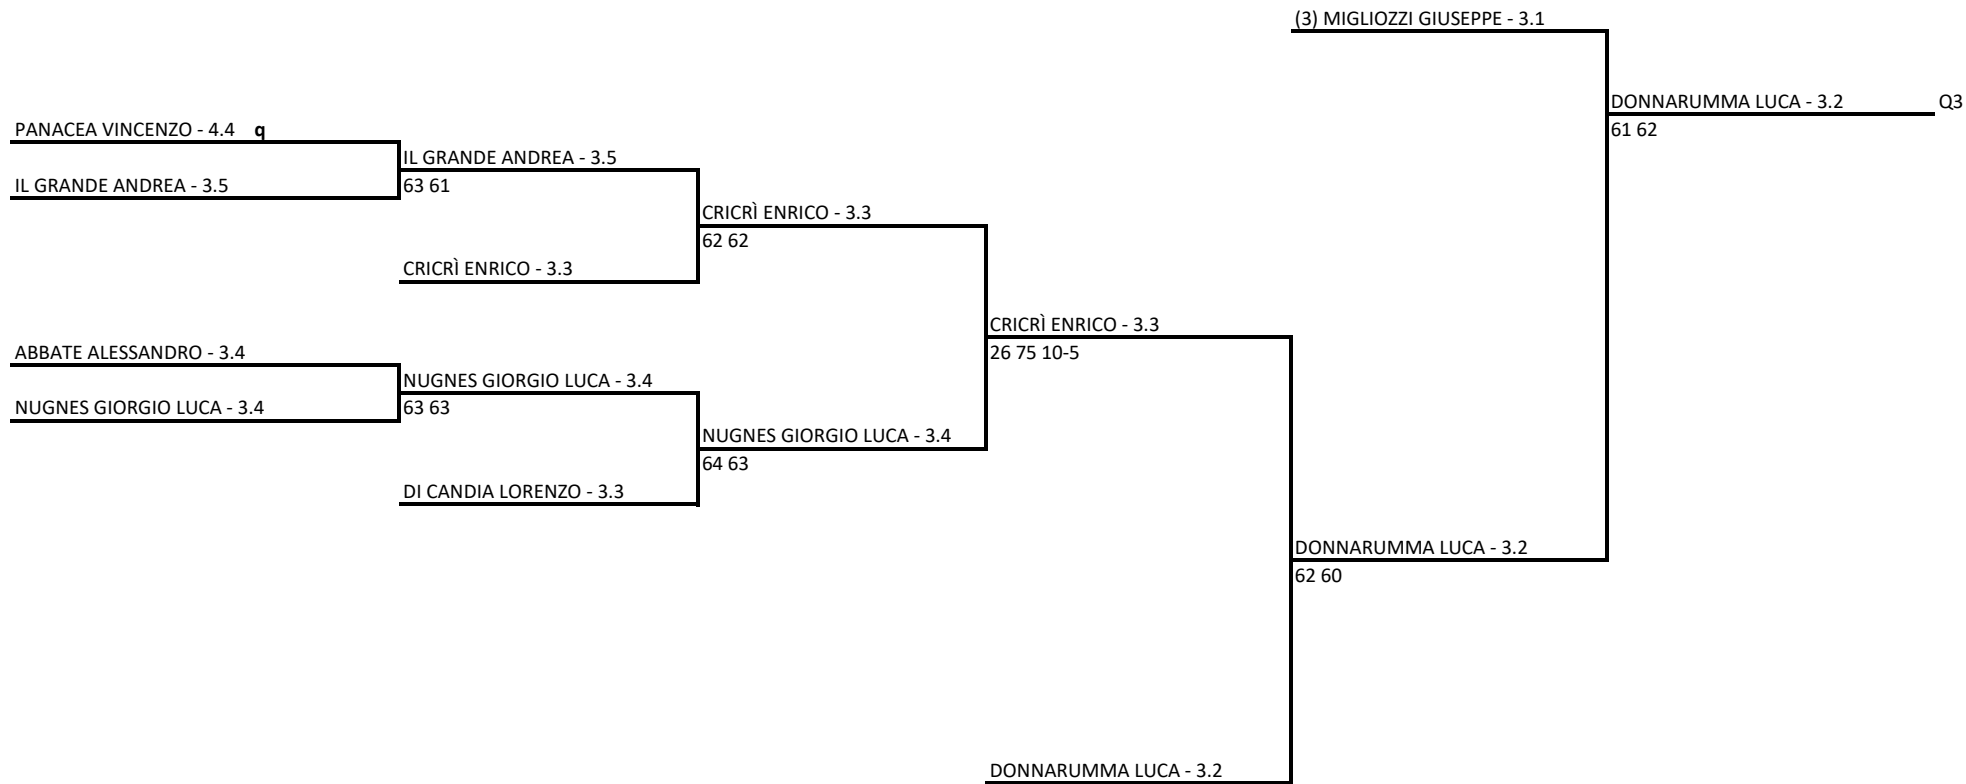 (3) MIGLIOZZI GIUSEPPE - 3.1
DONNARUMMA LUCA - 3.2 Q3
PANACEA VINCENZO - 4.4 q
61 62
IL GRANDE ANDREA - 3.5
IL GRANDE ANDREA - 3.5
63 61
CRICRÌ ENRICO - 3.3
62 62
CRICRÌ ENRICO - 3.3
CRICRÌ ENRICO - 3.3
ABBATE ALESSANDRO - 3.4
26 75 10-5
NUGNES GIORGIO LUCA - 3.4
NUGNES GIORGIO LUCA - 3.4
63 63
NUGNES GIORGIO LUCA - 3.4
64 63
DI CANDIA LORENZO - 3.3
DONNARUMMA LUCA - 3.2
62 60
DONNARUMMA LUCA - 3.2